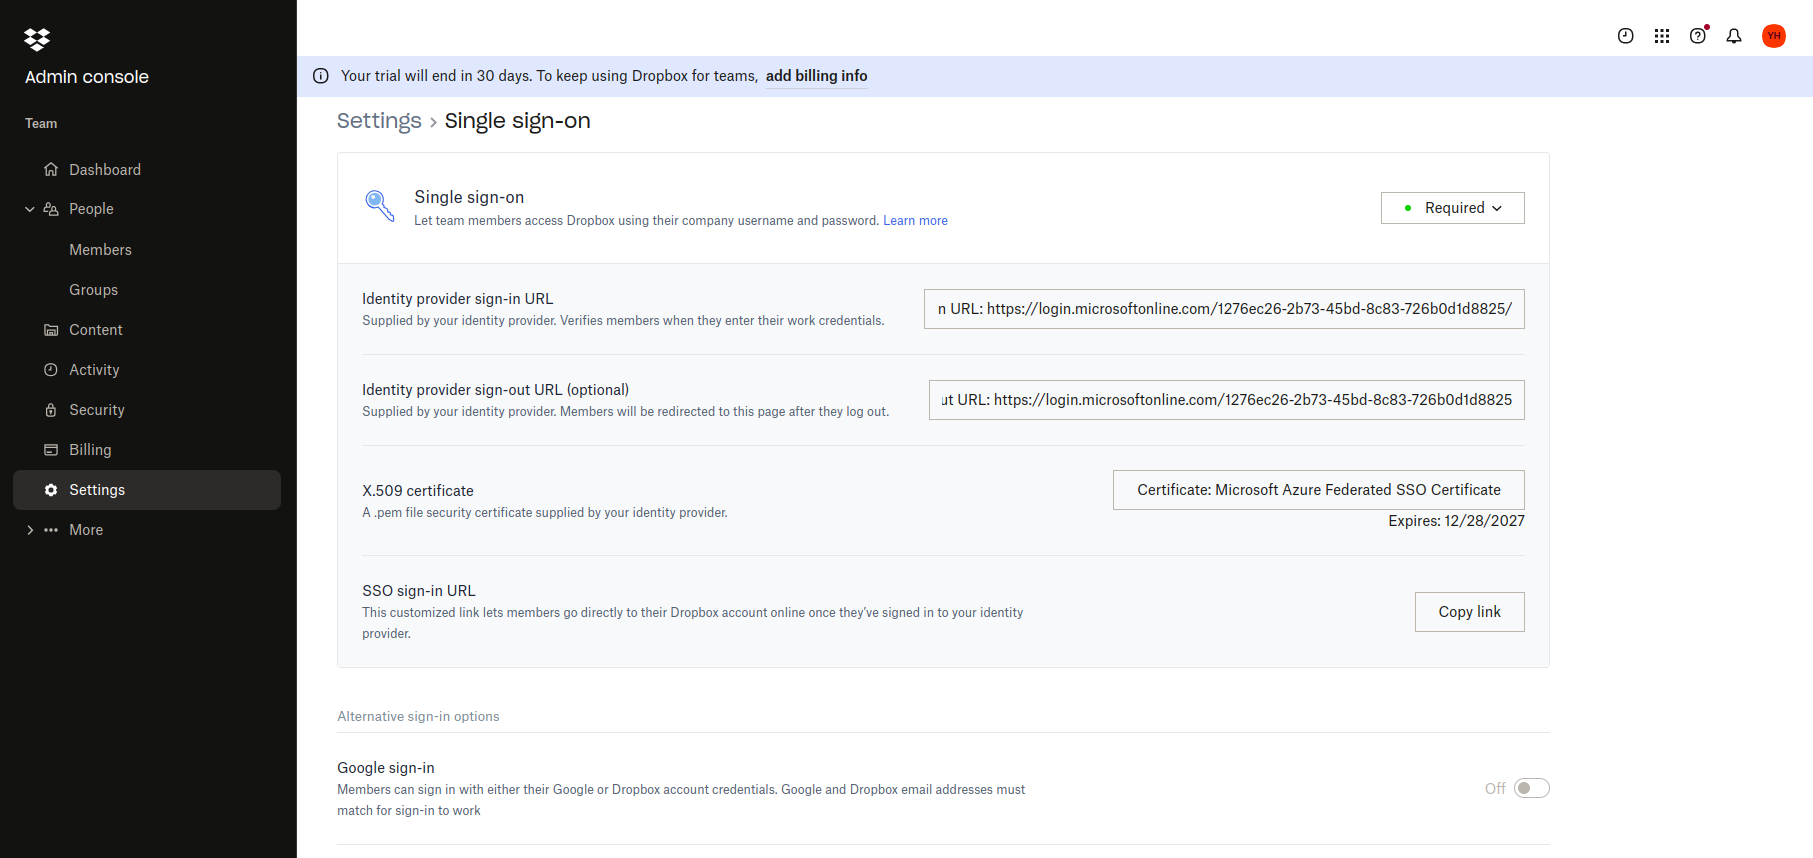 YH
Admin console
Your trial will end in 30 days. To keep using Dropbox for teams, add billing info
Team
Dashboard
People
Members
Groups
Content
Activity
Security
Billing
Settings
More
Settings › Single sign-on
Single sign-on
Let team members access Dropbox using their company username and password. Learn more
Required
Identity provider sign-in URL
Supplied by your identity provider. Verifies members when they enter their work credentials.
n URL: https://login.microsoftonline.com/1276ec26-2b73-45bd-8c83-726b0d1d8825/
Identity provider sign-out URL (optional)
Supplied by your identity provider. Members will be redirected to this page after they log out.
ut URL: https://login.microsoftonline.com/1276ec26-2b73-45bd-8c83-726b0d1d8825
X.509 certificate
A .pem file security certificate supplied by your identity provider.
Certificate: Microsoft Azure Federated SSO Certificate
Expires: 12/28/2027
SSO sign-in URL
This customized link lets members go directly to their Dropbox account online once they’ve signed in to your identity
provider.
Copy link
Alternative sign-in options
Google sign-in
Members can sign in with either their Google or Dropbox account credentials. Google and Dropbox email addresses must
match for sign-in to work
Off